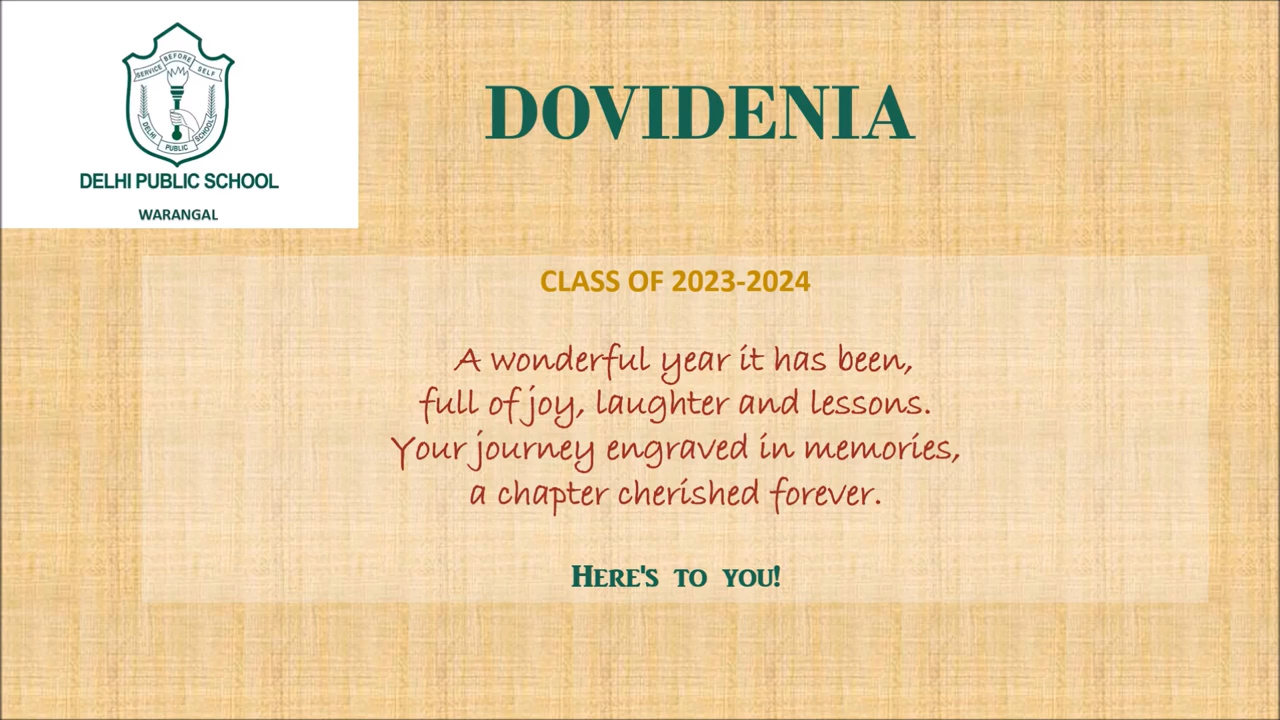 SERVICE BEFORE SELF
DELHI PUBLIC SCHOOL
DELHI PUBLIC SCHOOL
WARANGAL
DOVIDENIA
CLASS OF 2023-2024
A wonderful year it has been,
full of joy, laughter and lessons.
Your journey engraved in memories,
a chapter cherished forever.
HERE'S TO YOU!